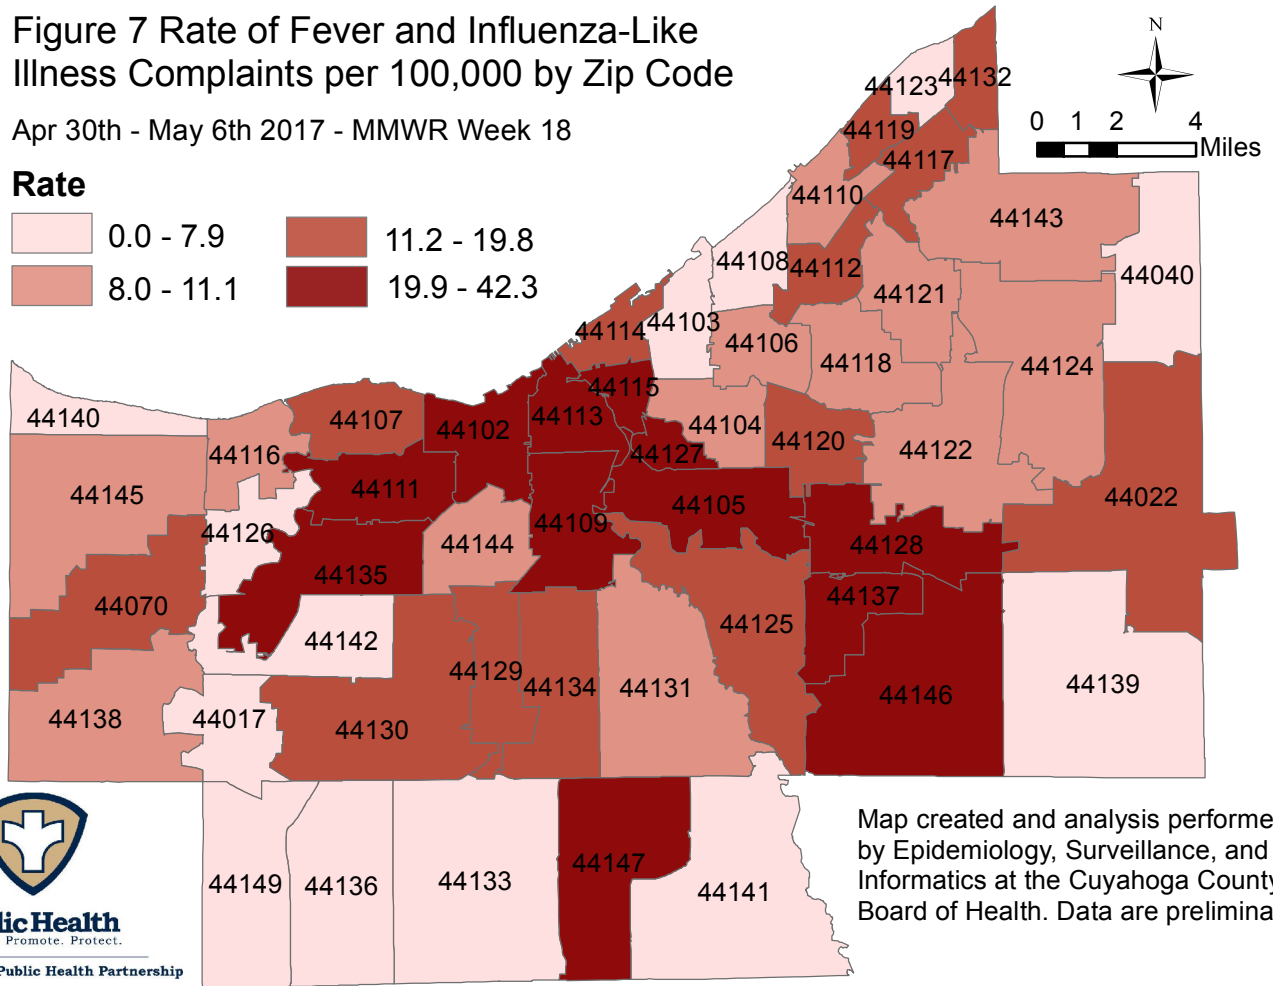 Figure 7 Rate of Fever and Influenza-Like
Illness Complaints per 100,000 by Zip Code
Apr 30th - May 6th 2017 - MMWR Week 18
Rate
0.0 - 7.9
11.2 - 19.8
8.0 - 11.1
19.9 - 42.3
N
0 1 2 4
Miles
44123
44132
44119
44117
44110
44143
44108
44112
44040
44121
44114
44103
44106
44118
44124
44115
44140
44107
44102
44113
44104
44120
44116
44127
44122
44145
44111
44105
44022
44126
44109
44144
44128
44135
44070
44137
44125
44142
44129
44134
44131
44146
44139
44138
44017
44130
44147
44149
44136
44133
44141
Map created and analysis performe
by Epidemiology, Surveillance, and
Informatics at the Cuyahoga County
Board of Health. Data are prelimina
lic Health
Promote. Protect.
Public Health Partnership